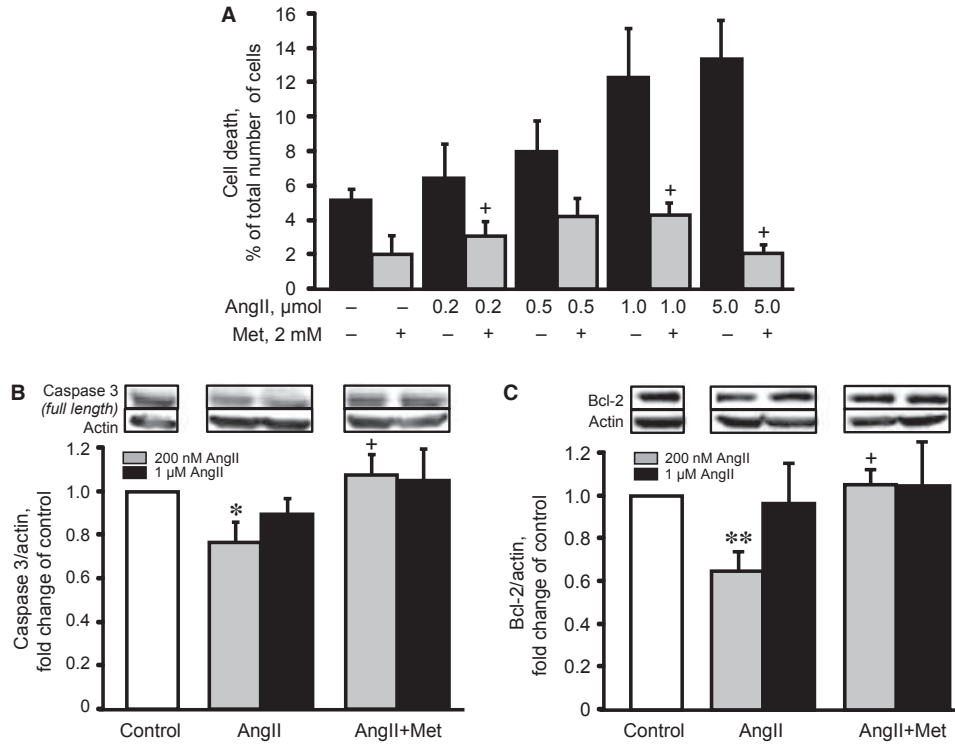 A
16
14
12
10
8
6
4
2
0
Cell death,
% of total number of cells
+
+
+
AngII, µmol – – 0.2 0.2 0.5 0.5 1.0 1.0 5.0 5.0
Met, 2 mM – + – + – + – + – +
B
Caspase 3
(full length)
Actin
1.2
1.0
0.8
0.6
0.4
0.2
0
Caspase 3/actin,
fold change of control
200 nM AngII
1 µM AngII
*
+
Control AngII AngII+Met
C
Bcl-2
Actin
1.2
1.0
0.8
0.6
0.4
0.2
0
Bcl-2/actin,
fold change of control
200 nM AngII
1 µM AngII
**
+
Control AngII AngII+Met